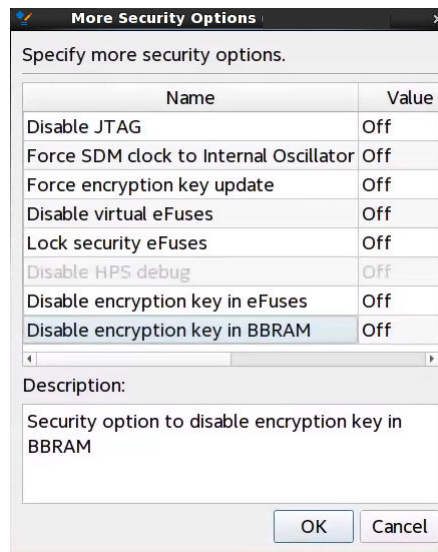 More Security Options
Specify more security options.
Name Value
Disable JTAG Off
Force SDM clock to Internal Oscillator Off
Force encryption key update Off
Disable virtual eFuses Off
Lock security eFuses Off
Disable HPS debug Off
Disable encryption key in eFuses Off
Disable encryption key in BBRAM Off
Description:
Security option to disable encryption key in
BBRAM
OK Cancel